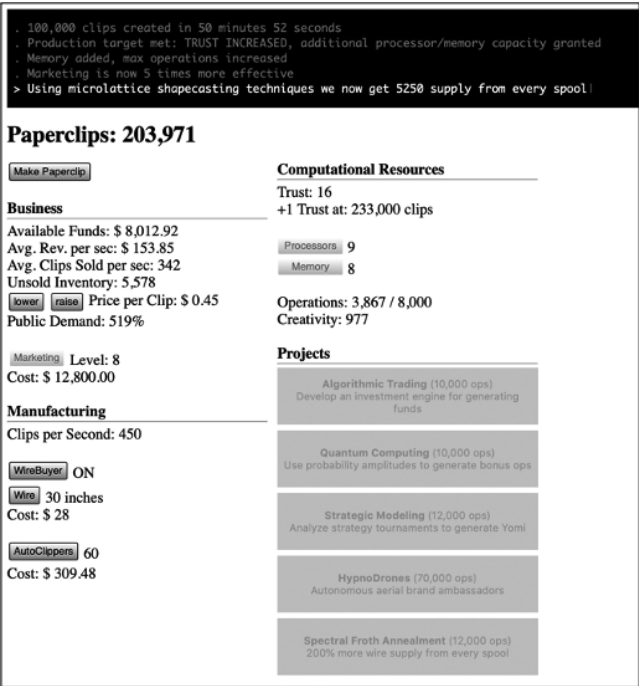 . 100,000 clips created in 50 minutes 52 seconds
. Production target met: TRUST INCREASED, additional processor/memory capacity granted
. Memory added, max operations increased
. Marketing is now 5 times more effective
> Using microlattice shapecasting techniques we now get 5250 supply from every spool
Paperclips: 203,971
Make Paperclip
Business
Available Funds: $ 8,012.92
Avg. Rev. per sec: $ 153.85
Avg. Clips Sold per sec: 342
Unsold Inventory: 5,578
lower raise Price per Clip: $ 0.45
Public Demand: 519%
Marketing Level: 8
Cost: $ 12,800.00
Manufacturing
Clips per Second: 450
WireBuyer ON
Wire 30 inches
Cost: $ 28
AutoClippers 60
Cost: $ 309.48
Computational Resources
Trust: 16
+1 Trust at: 233,000 clips
Processors 9
Memory 8
Operations: 3,867 / 8,000
Creativity: 977
Projects
Algorithmic Trading (10,000 ops)
Develop an investment engine for generating
funds
Quantum Computing (10,000 ops)
Use probability amplitudes to generate bonus ops
Strategic Modeling (12,000 ops)
Analyze strategy tournaments to generate Yomi
HypnoDrones (70,000 ops)
Autonomous aerial brand ambassadors
Spectral Froth Annealment (12,000 ops)
200% more wire supply from every spool